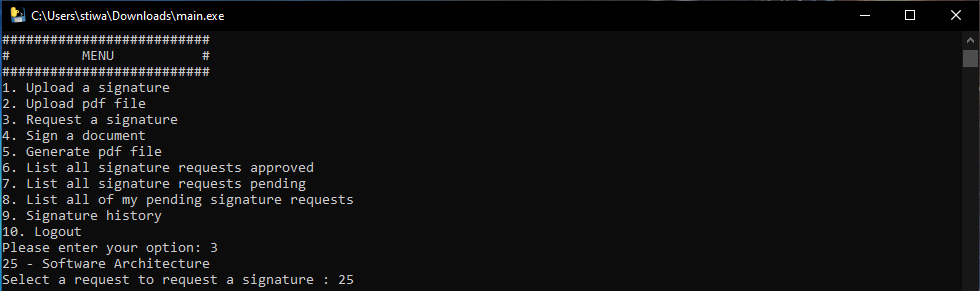 C:\Users\stiwa\Downloads\main.exe
##########################
#         MENU           #
##########################
1. Upload a signature
2. Upload pdf file
3. Request a signature
4. Sign a document
5. Generate pdf file
6. List all signature requests approved
7. List all signature requests pending
8. List all of my pending signature requests
9. Signature history
10. Logout
Please enter your option: 3
25 - Software Architecture
Select a request to request a signature : 25